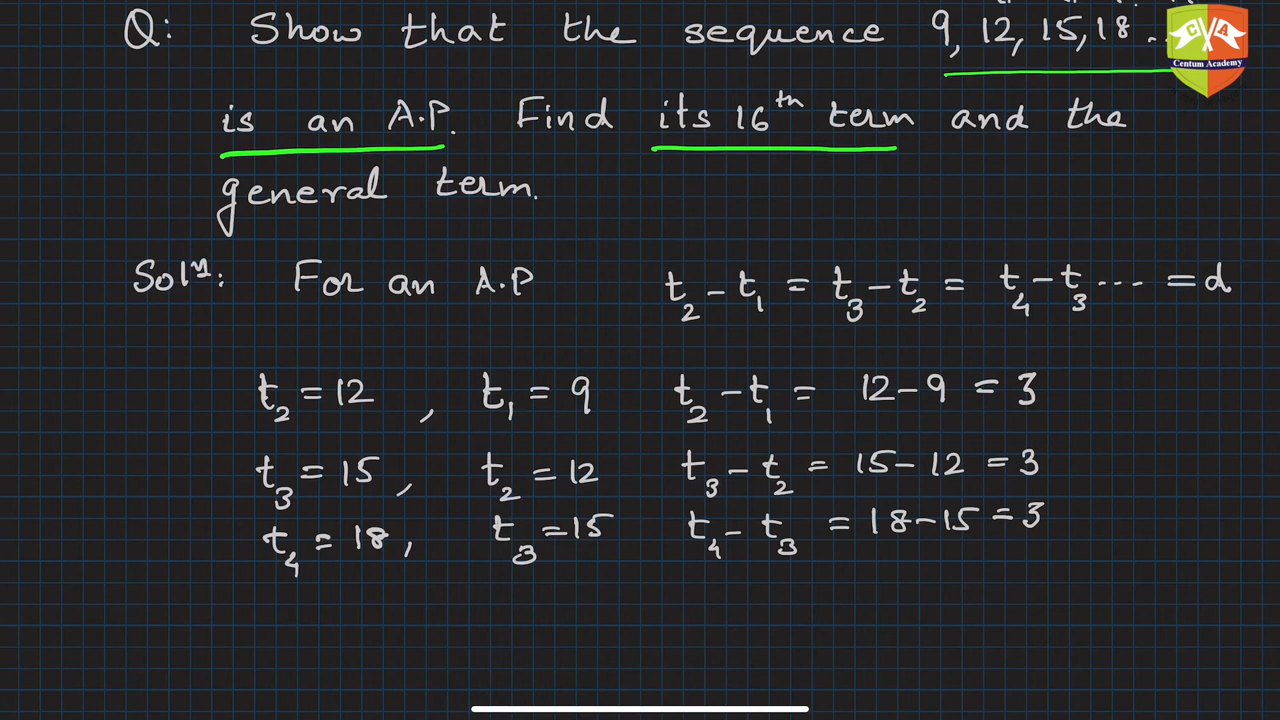 Q: Show that the sequence 9, 12, 15, 18 ..
is an A.P. Find its 16th term and the
general term.
Solⁿ: For an A.P t₂ - t₁ = t₃ - t₂ = t₄ - t₃ .... = d
t₂ = 12 , t₁ = 9 t₂ - t₁ = 12 - 9 = 3
t₃ = 15 , t₂ = 12 t₃ - t₂ = 15 - 12 = 3
t₄ = 18 , t₃ = 15 t₄ - t₃ = 18 - 15 = 3
C A
Centum Academy